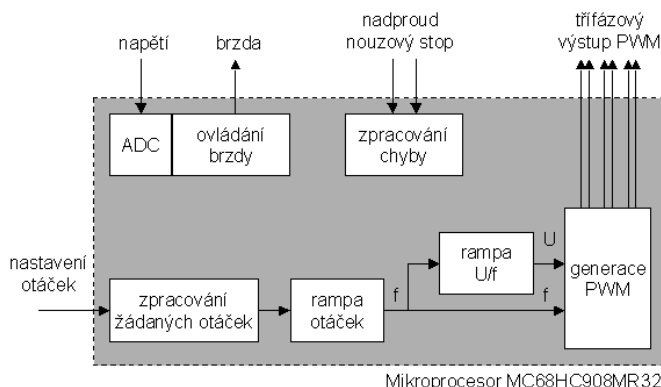 napětí
brzda
nadproud
nouzový stop
třífázový
výstup PWM
ADC
ovládání
brzdy
zpracování
chyby
nastavení
otáček
zpracování
žádaných otáček
rampa
otáček
f
rampa
U/f
U
f
generace
PWM
Mikroprocesor MC68HC908MR32